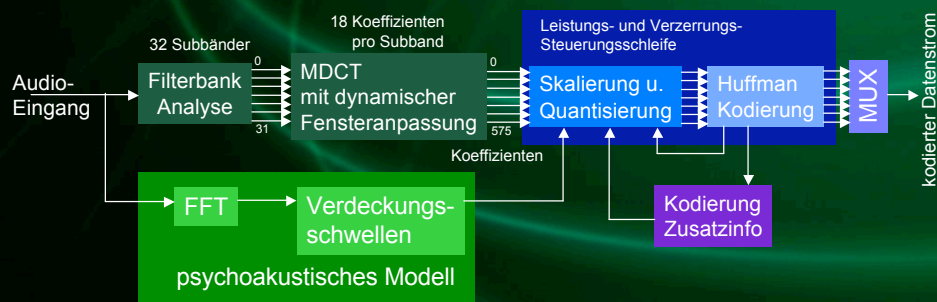 Audio-
Eingang
32 Subbänder
Filterbank
Analyse
0
31
18 Koeffizienten
pro Subband
MDCT
mit dynamischer
Fensteranpassung
0
575
Koeffizienten
Leistungs- und Verzerrungs-
Steuerungsschleife
Skalierung u.
Quantisierung
Huffman
Kodierung
MUX
kodierter Datenstrom
FFT
Verdeckungs-
schwellen
psychoakustisches Modell
Kodierung
Zusatzinfo